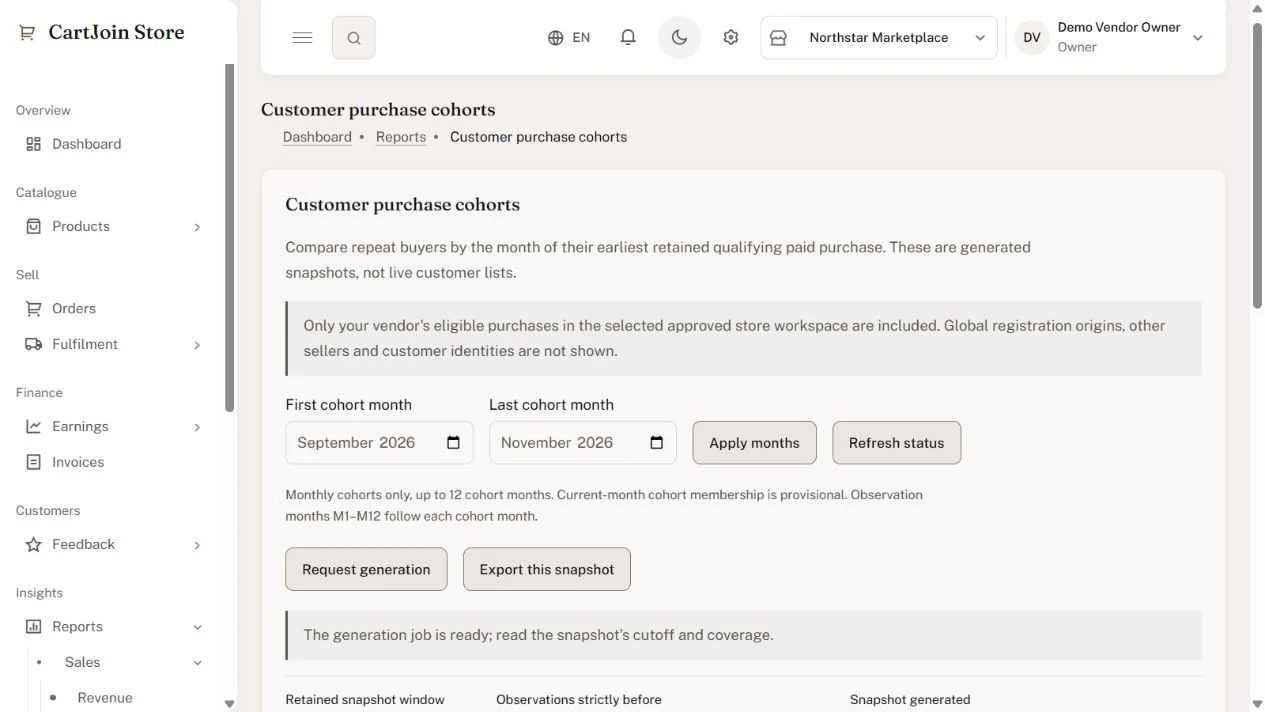 CartJoin Store
EN
Northstar Marketplace
DV
Demo Vendor Owner
Owner
Overview
Dashboard
Catalogue
Products
Sell
Orders
Fulfilment
Finance
Earnings
Invoices
Customers
Feedback
Insights
Reports
Sales
Revenue
Customer purchase cohorts
Dashboard • Reports • Customer purchase cohorts
Customer purchase cohorts
Compare repeat buyers by the month of their earliest retained qualifying paid purchase. These are generated
snapshots, not live customer lists.
Only your vendor's eligible purchases in the selected approved store workspace are included. Global registration origins, other
sellers and customer identities are not shown.
First cohort month Last cohort month
September 2026 November 2026 Apply months Refresh status
Monthly cohorts only, up to 12 cohort months. Current-month cohort membership is provisional. Observation
months M1–M12 follow each cohort month.
Request generation Export this snapshot
The generation job is ready; read the snapshot's cutoff and coverage.
Retained snapshot window Observations strictly before Snapshot generated